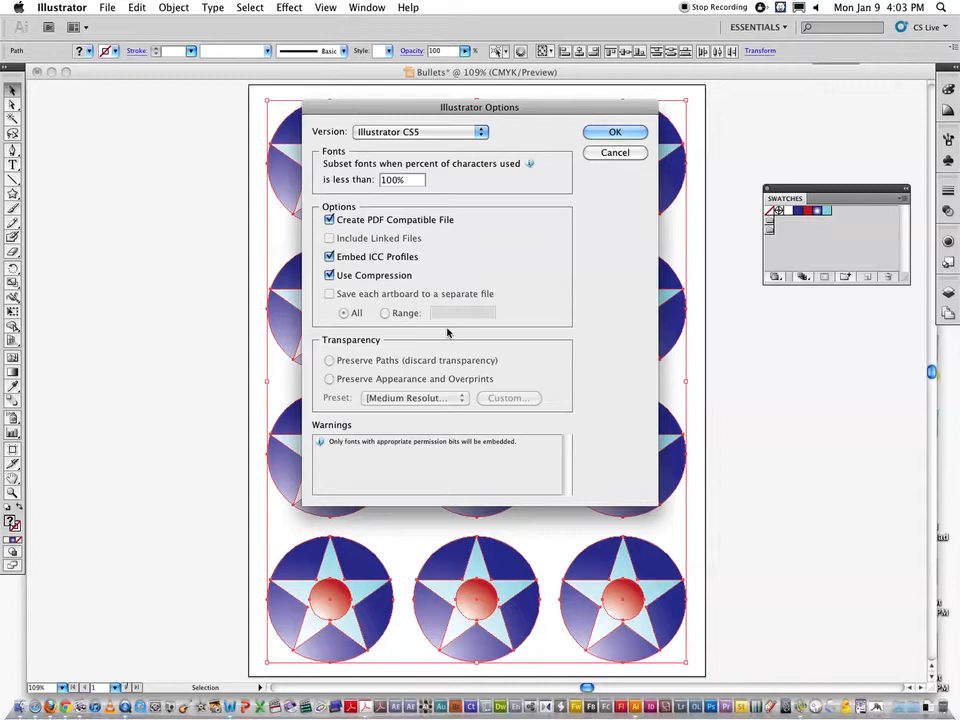 Illustrator File Edit Object Type Select Effect View Window Help Stop Recording Mon Jan 9 4:03 PM
Ai Br ESSENTIALS CS Live
Path ? Stroke: Basic Style: Opacity: 100 % Transform
Bullets* @ 109% (CMYK/Preview)
Illustrator Options
Version: Illustrator CS5 OK
Cancel
Fonts
Subset fonts when percent of characters used
is less than: 100%
Options
Create PDF Compatible File
Include Linked Files
Embed ICC Profiles
Use Compression
Save each artboard to a separate file
All Range:
Transparency
Preserve Paths (discard transparency)
Preserve Appearance and Overprints
Preset: [Medium Resolut... Custom...
Warnings
Only fonts with appropriate permission bits will be embedded.
SWATCHES
109% 1 Selection